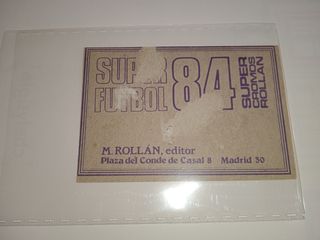 SUPER
FUTBOL
84
SUPER
CROMOS
ROLLAN
M. ROLLÁN, editor
Plaza del Conde de Casal 8 Madrid 30